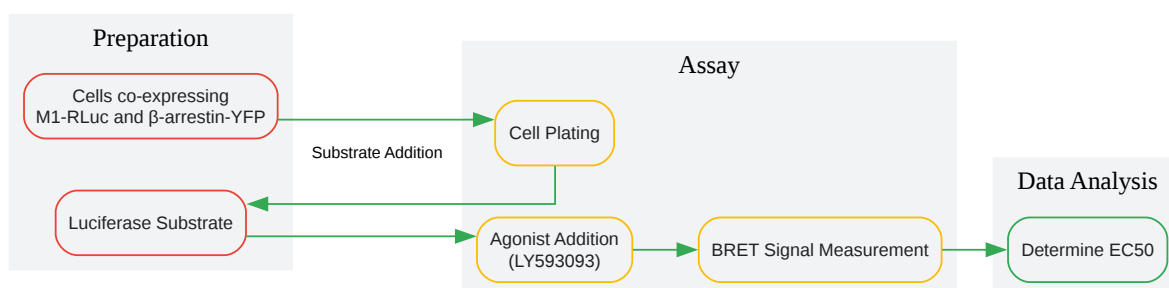 Preparation
Cells co-expressing
M1-RLuc and β-arrestin-YFP
Luciferase Substrate
Substrate Addition
Assay
Cell Plating
Agonist Addition
(LY593093)
BRET Signal Measurement
Data Analysis
Determine EC50